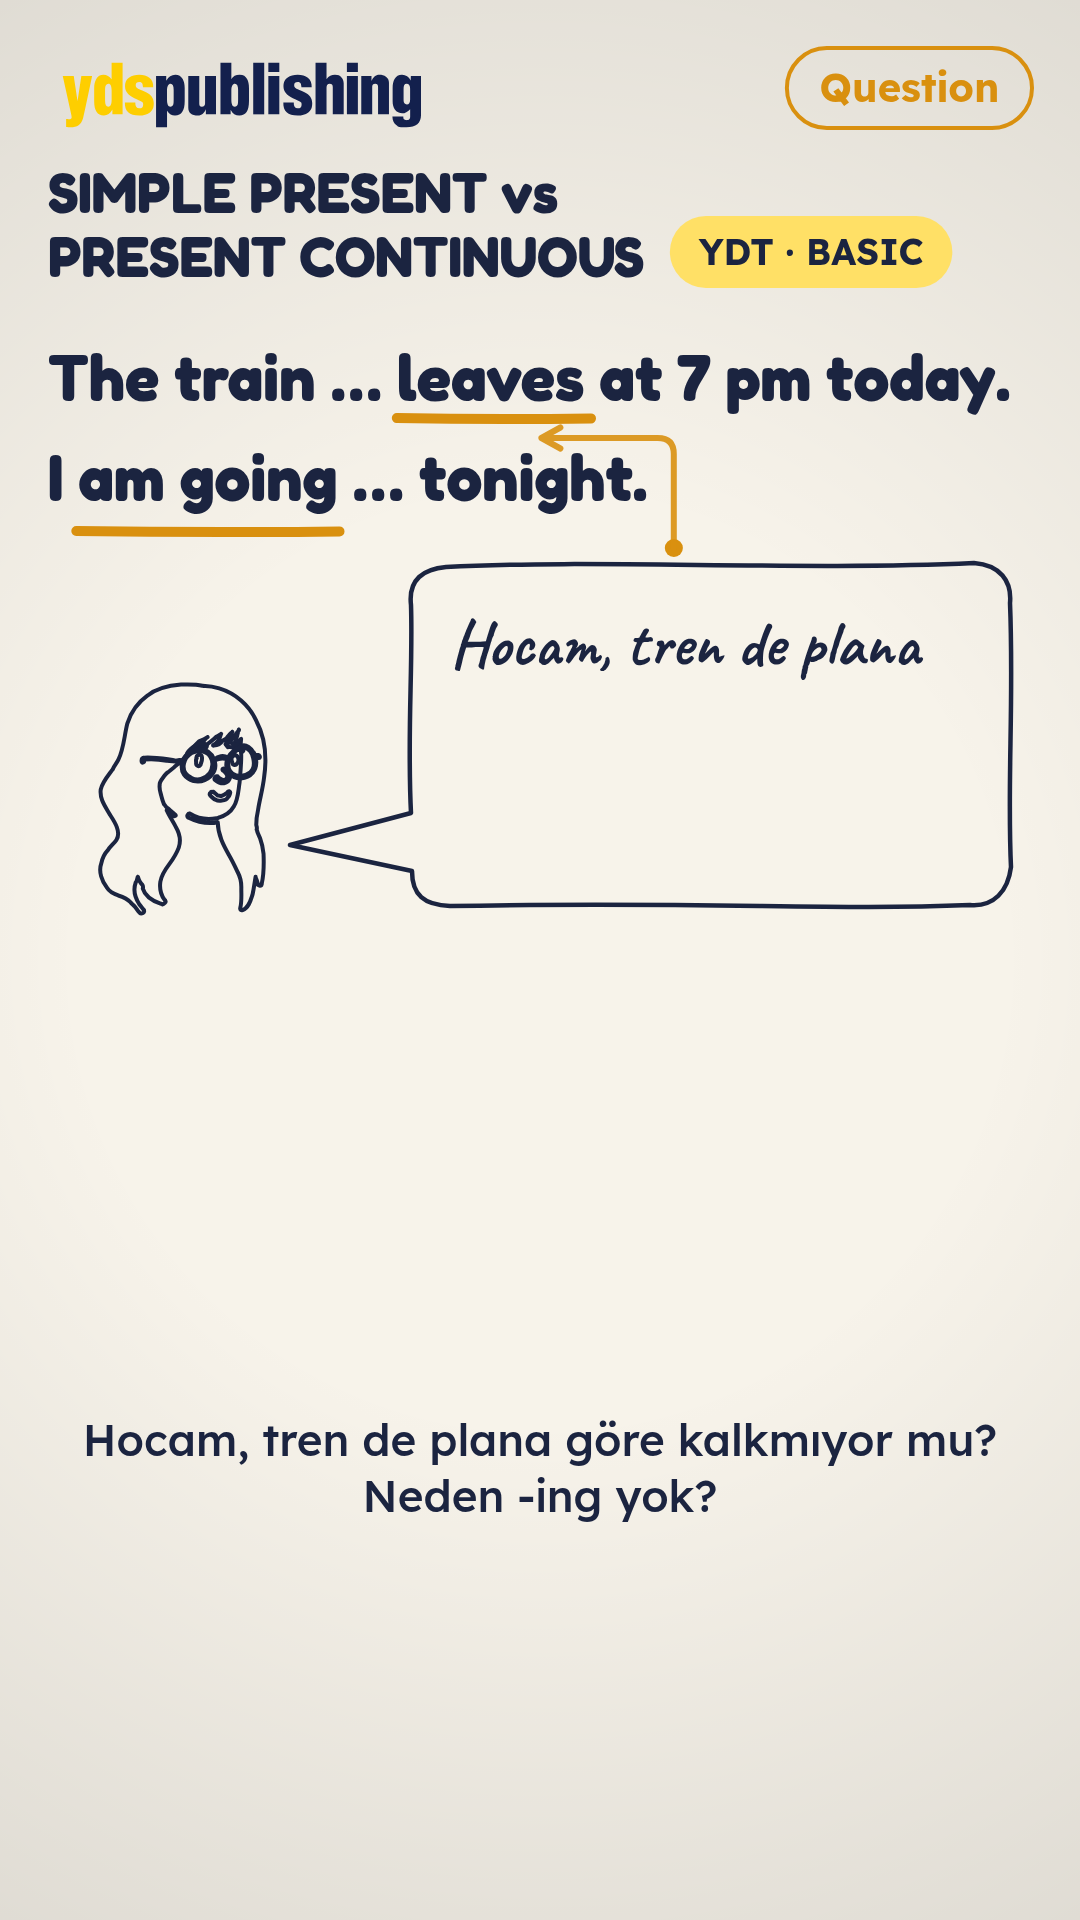 ydspublishing
Question
SIMPLE PRESENT vs
PRESENT CONTINUOUS
YDT · BASIC
The train ... leaves at 7 pm today.
I am going ... tonight.
Hocam, tren de plana
Hocam, tren de plana göre kalkmıyor mu?
Neden -ing yok?